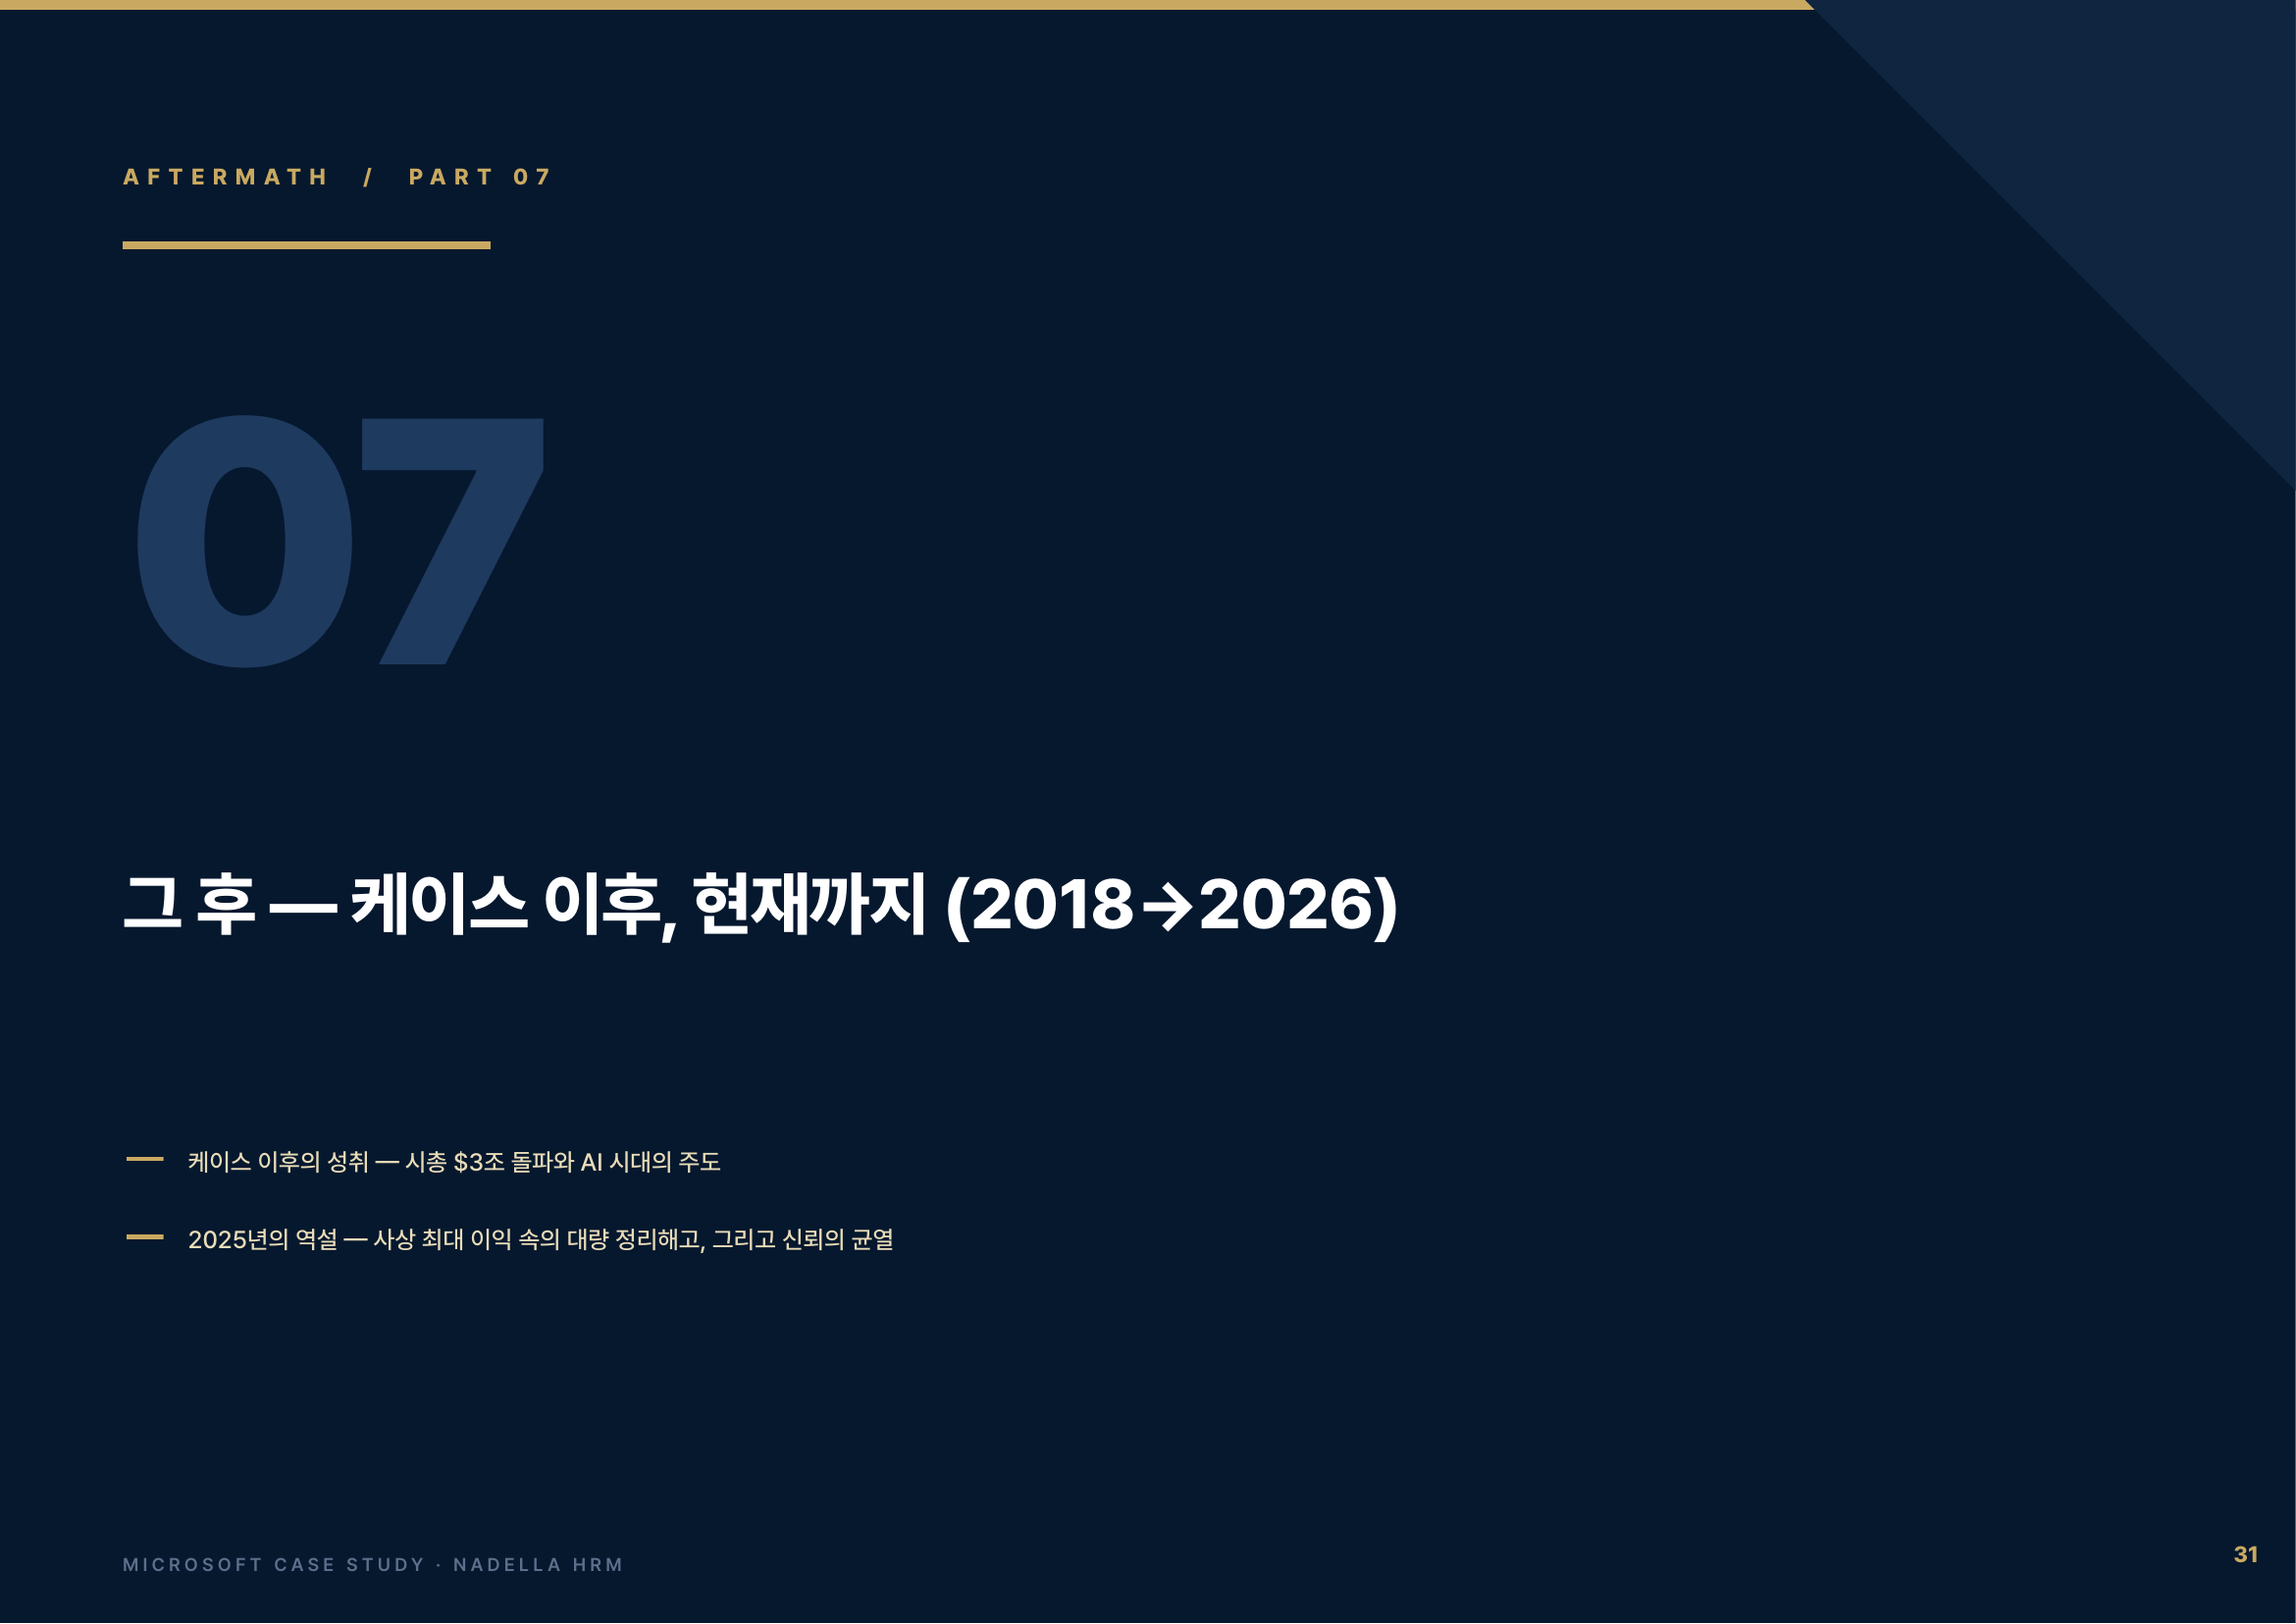 AFTERMATH / PART 07
07
그 후 — 케이스 이후, 현재까지 (2018→2026)
케이스 이후의 성취 — 시총 $3조 돌파와 AI 시대의 주도
2025년의 역설 — 사상 최대 이익 속의 대량 정리해고, 그리고 신뢰의 균열
MICROSOFT CASE STUDY · NADELLA HRM
31